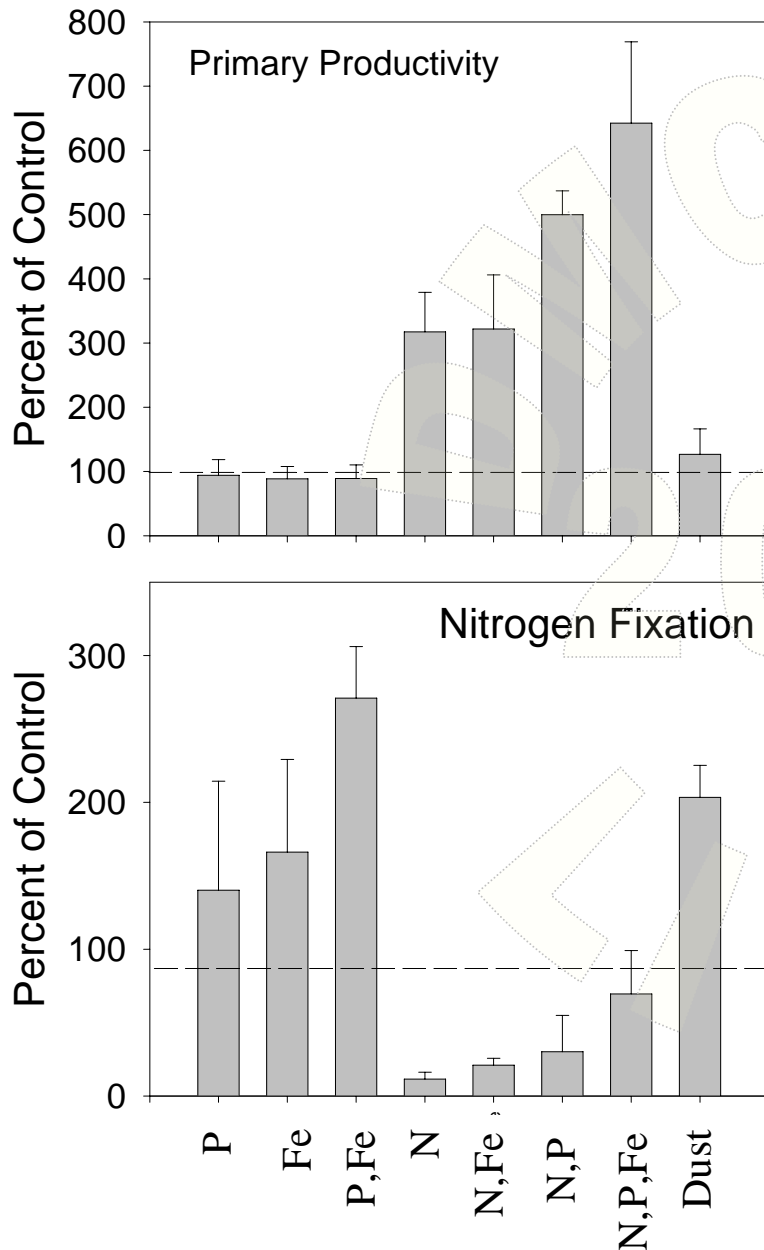 Primary Productivity
Percent of Control
800
700
600
500
400
300
200
100
0
Nitrogen Fixation
Percent of Control
300
200
100
0
P
Fe
P,Fe
N
N,Fe
N,P
N,P,Fe
Dust